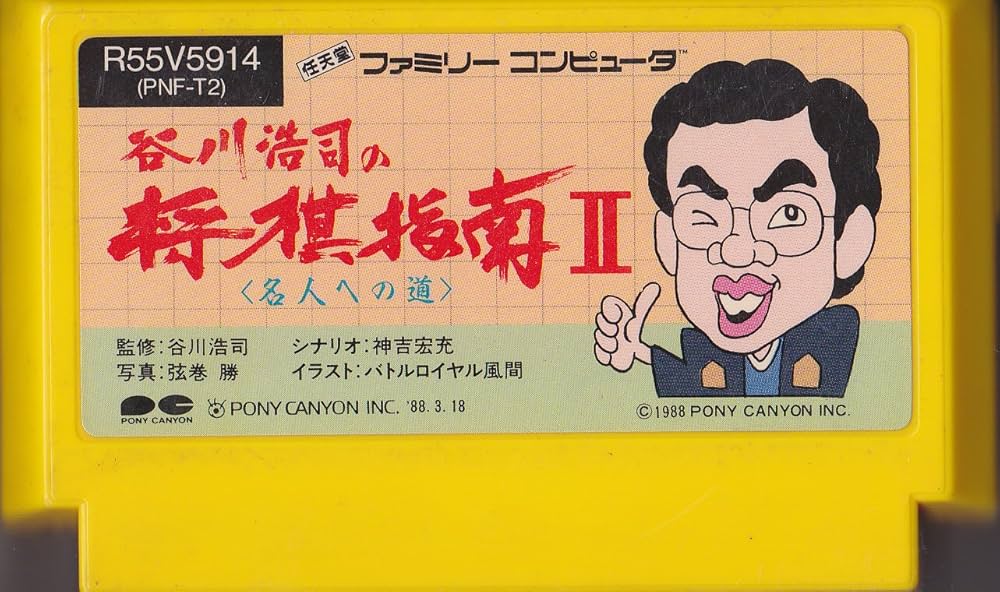 R55V5914
(PNF-T2)
任天堂 ファミリー コンピュータ™
谷川浩司の
将棋指南Ⅱ
〈名人への道〉
監修:谷川浩司 シナリオ:神吉宏充
写真:弦巻 勝 イラスト:バトルロイヤル風間
PONY CANYON
PONY CANYON INC. '88. 3. 18
©1988 PONY CANYON INC.